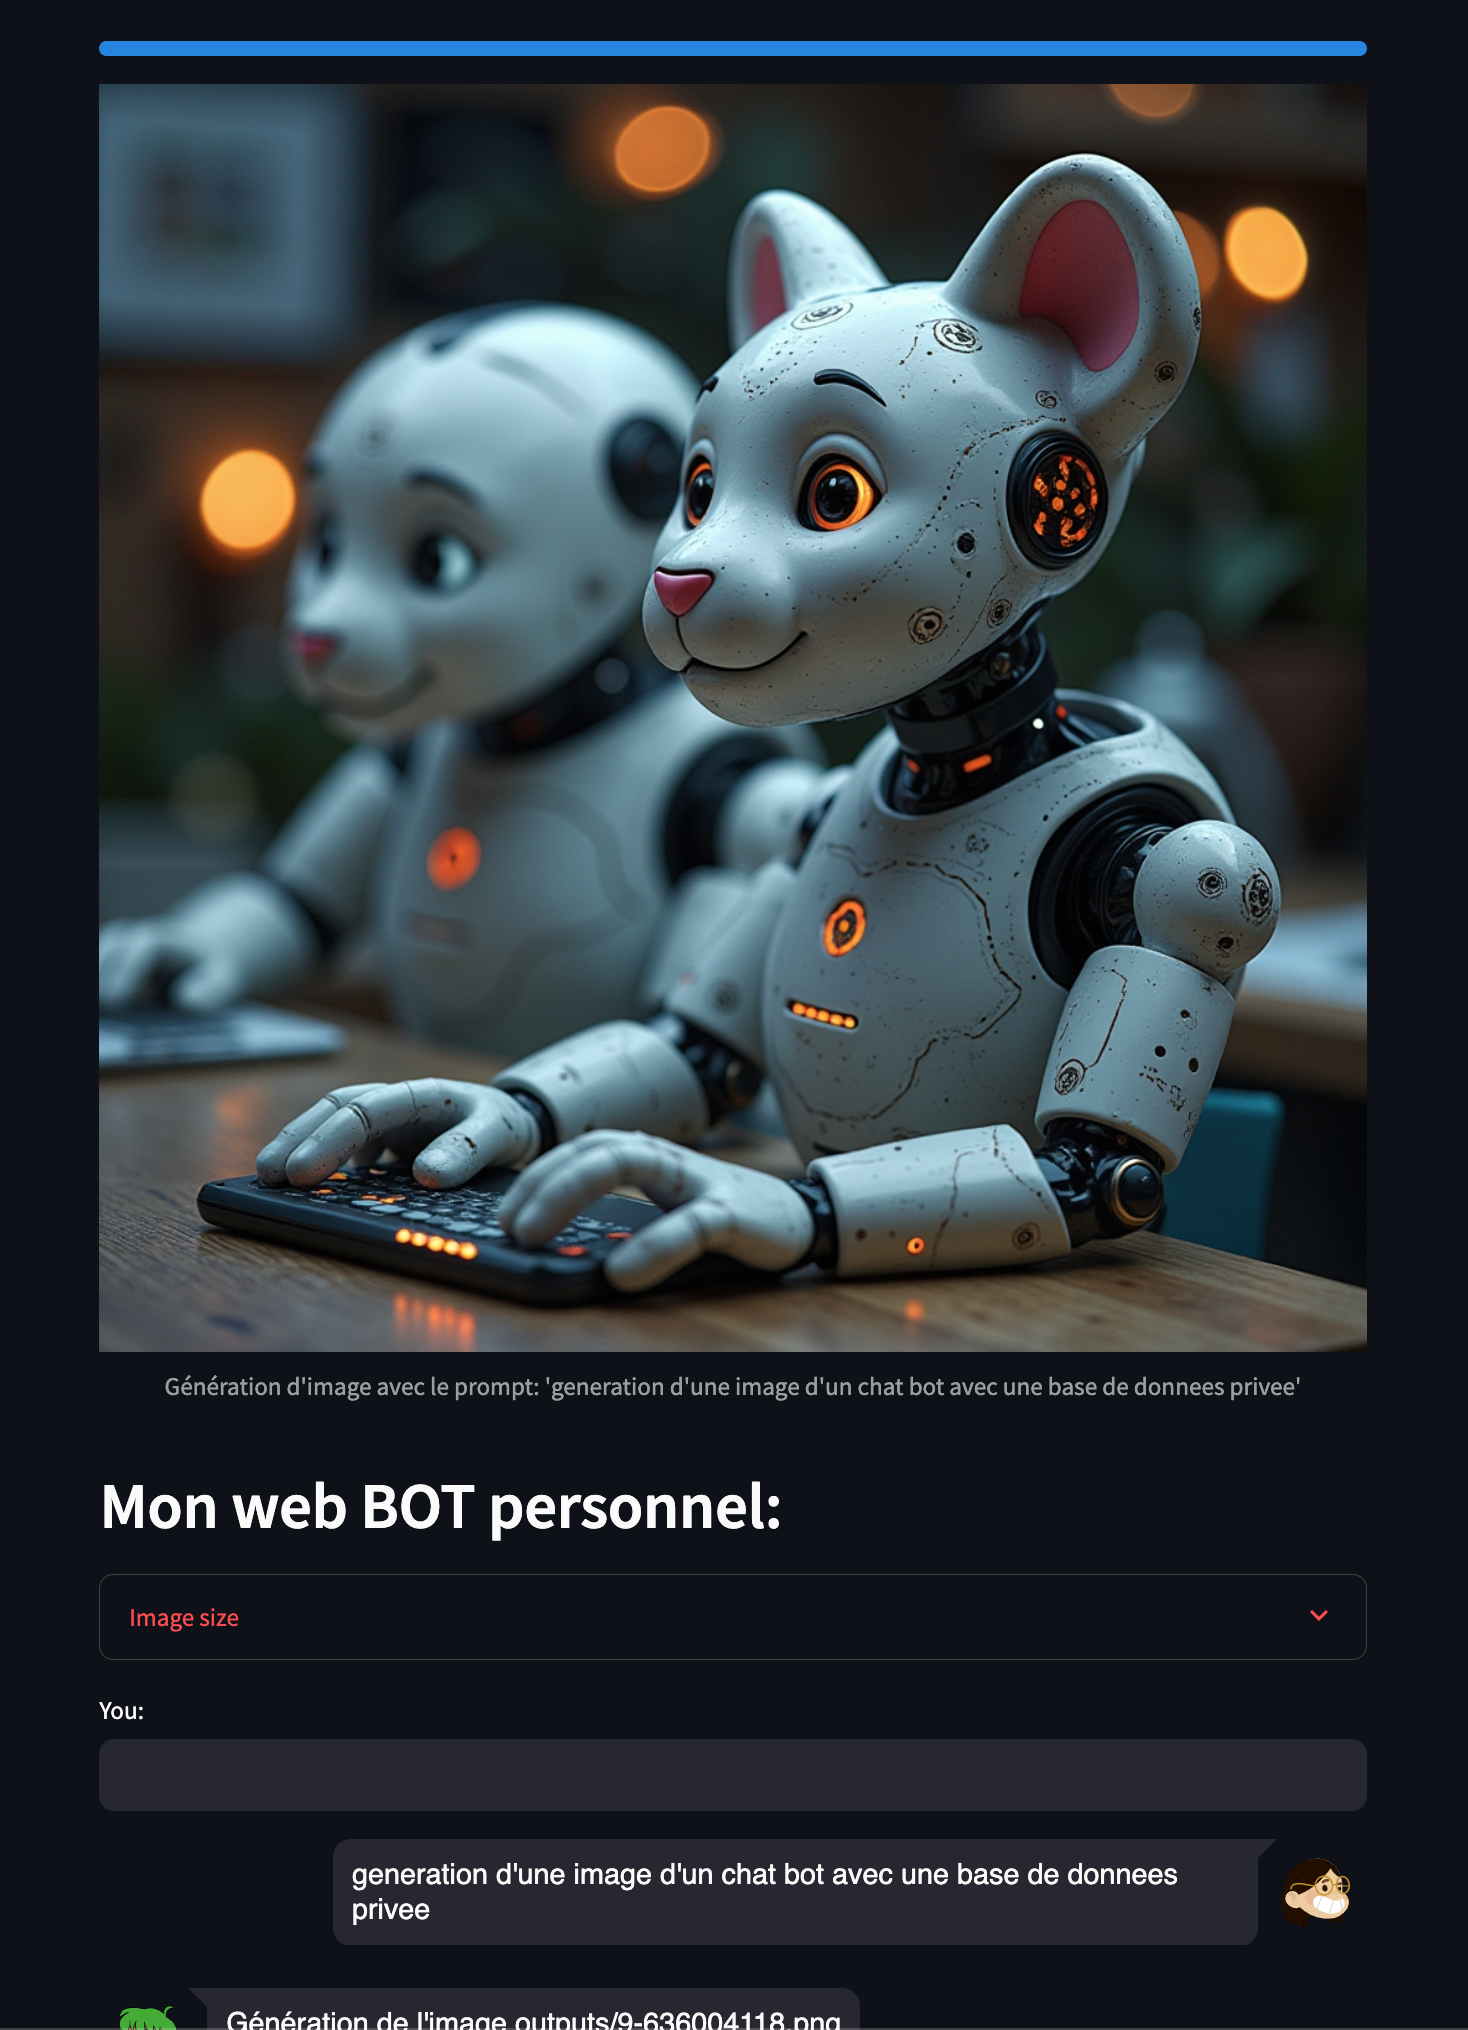 Génération d'image avec le prompt: 'generation d'une image d'un chat bot avec une base de donnees privee'
Mon web BOT personnel:
Image size
You:
generation d'une image d'un chat bot avec une base de donnees
privee
Génération de l'image outputs/9-636004118.png